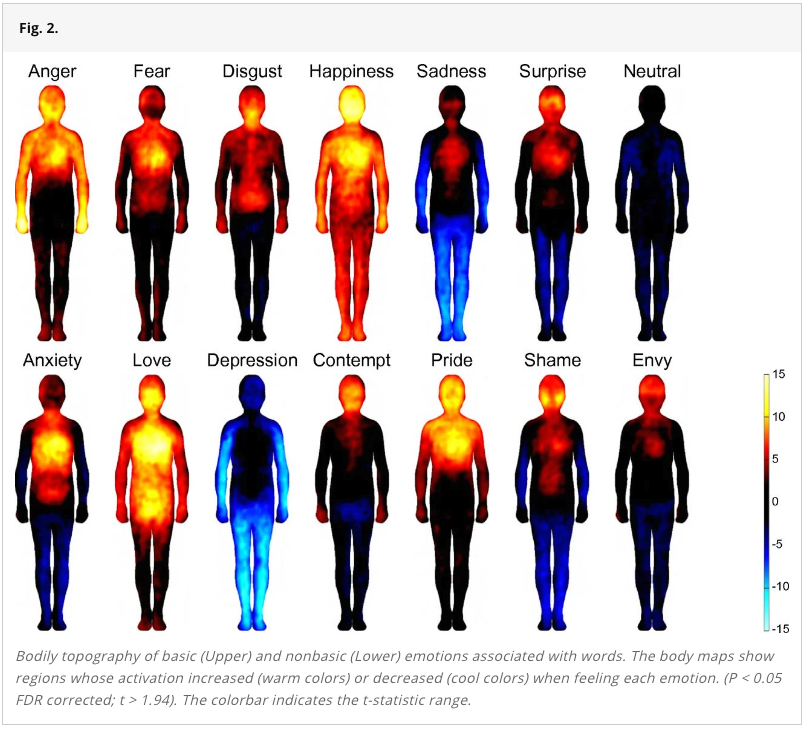 Fig. 2.
Anger Fear Disgust Happiness Sadness Surprise Neutral
Anxiety Love Depression Contempt Pride Shame Envy
15
10
5
0
-5
-10
-15
Bodily topography of basic (Upper) and nonbasic (Lower) emotions associated with words. The body maps show
regions whose activation increased (warm colors) or decreased (cool colors) when feeling each emotion. (P < 0.05
FDR corrected; t > 1.94). The colorbar indicates the t-statistic range.